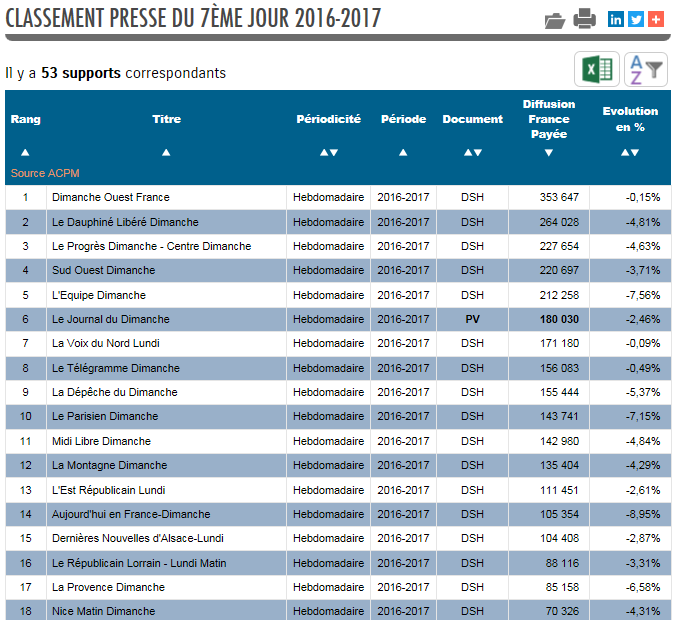 CLASSEMENT PRESSE DU 7ÈME JOUR 2016-2017
Il y a 53 supports correspondants
Rang Titre Périodicité Période Document Diffusion France Payée Evolution en %
Source ACPM
1 Dimanche Ouest France Hebdomadaire 2016-2017 DSH 353 647 -0,15%
2 Le Dauphiné Libéré Dimanche Hebdomadaire 2016-2017 DSH 264 028 -4,81%
3 Le Progrès Dimanche - Centre Dimanche Hebdomadaire 2016-2017 DSH 227 654 -4,63%
4 Sud Ouest Dimanche Hebdomadaire 2016-2017 DSH 220 697 -3,71%
5 L'Equipe Dimanche Hebdomadaire 2016-2017 DSH 212 258 -7,56%
6 Le Journal du Dimanche Hebdomadaire 2016-2017 PV 180 030 -2,46%
7 La Voix du Nord Lundi Hebdomadaire 2016-2017 DSH 171 180 -0,09%
8 Le Télégramme Dimanche Hebdomadaire 2016-2017 DSH 156 083 -0,49%
9 La Dépêche du Dimanche Hebdomadaire 2016-2017 DSH 155 444 -5,37%
10 Le Parisien Dimanche Hebdomadaire 2016-2017 DSH 143 741 -7,15%
11 Midi Libre Dimanche Hebdomadaire 2016-2017 DSH 142 980 -4,84%
12 La Montagne Dimanche Hebdomadaire 2016-2017 DSH 135 404 -4,29%
13 L'Est Républicain Lundi Hebdomadaire 2016-2017 DSH 111 451 -2,61%
14 Aujourd'hui en France-Dimanche Hebdomadaire 2016-2017 DSH 105 354 -8,95%
15 Dernières Nouvelles d'Alsace-Lundi Hebdomadaire 2016-2017 DSH 104 408 -2,87%
16 Le Républicain Lorrain - Lundi Matin Hebdomadaire 2016-2017 DSH 88 116 -3,31%
17 La Provence Dimanche Hebdomadaire 2016-2017 DSH 85 158 -6,58%
18 Nice Matin Dimanche Hebdomadaire 2016-2017 DSH 70 326 -4,31%